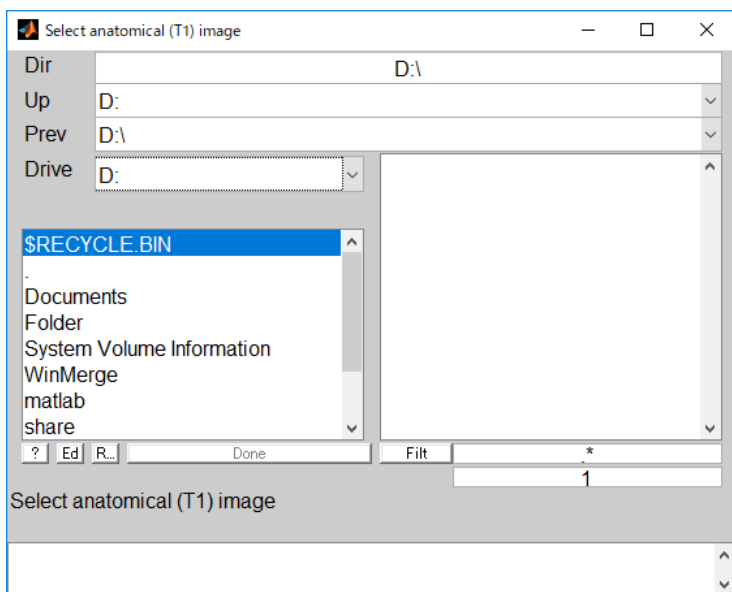 Select anatomical (T1) image
Dir D:\
Up D:
Prev D:\
Drive D:
$RECYCLE.BIN
.
Documents
Folder
System Volume Information
WinMerge
matlab
share
? Ed R... Done Filt .*
1
Select anatomical (T1) image